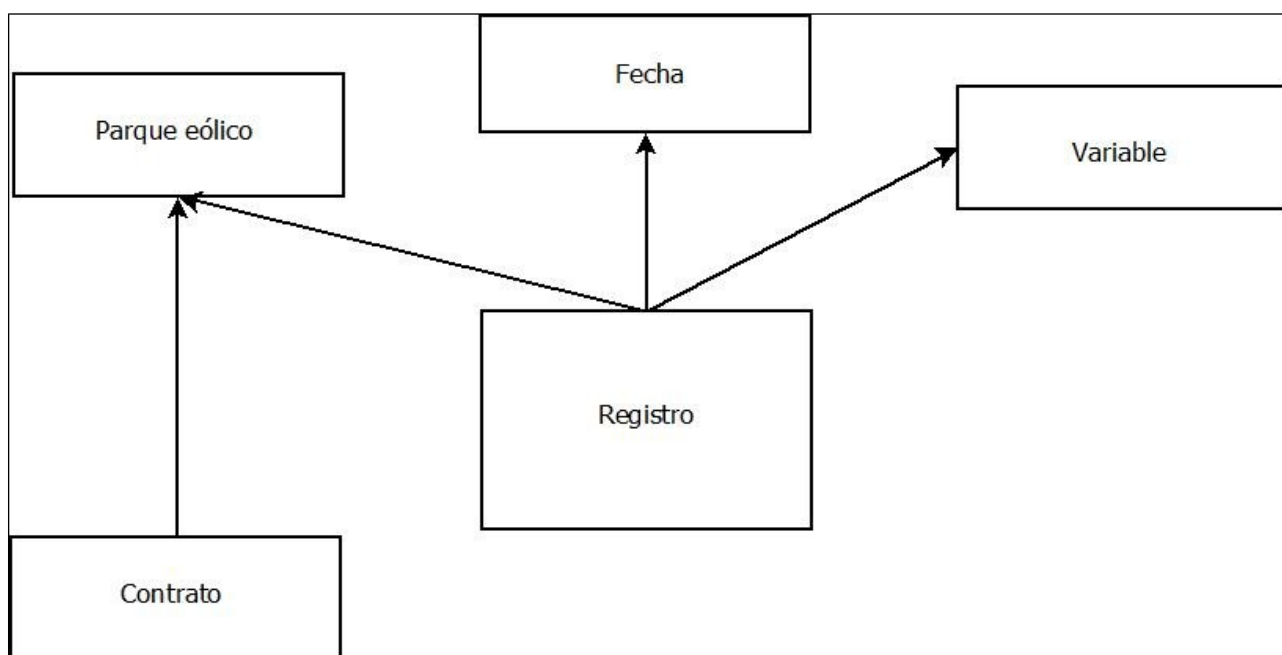 Fecha
Parque eólico
Variable
Registro
Contrato